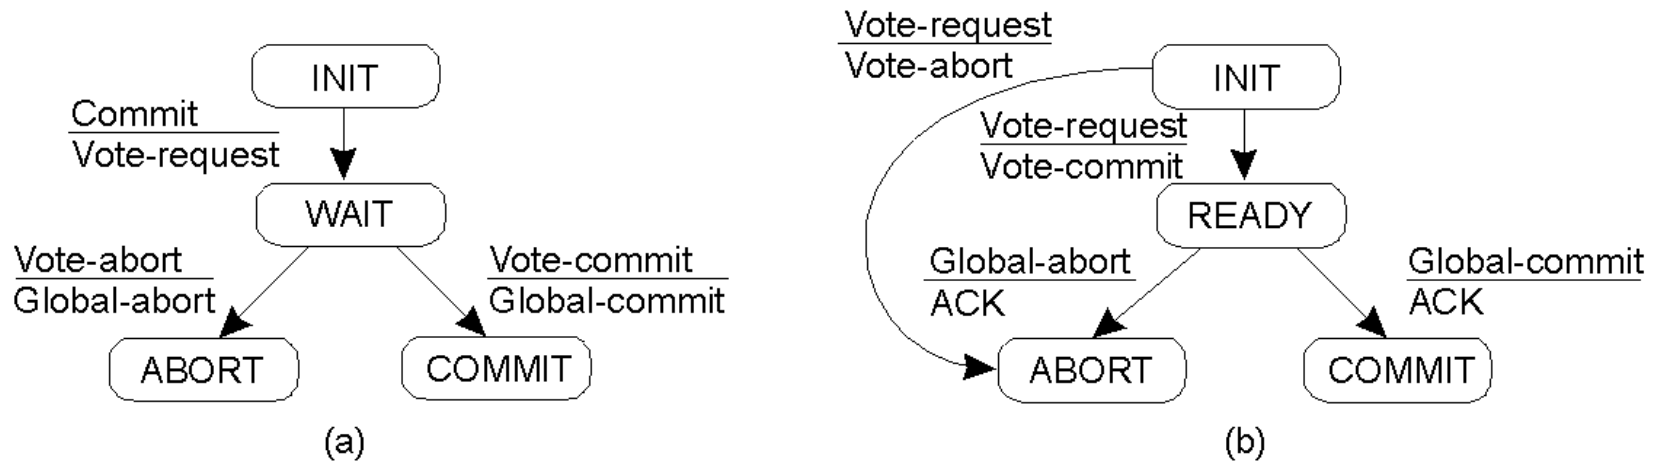 INIT
Commit
Vote-request
WAIT
Vote-abort
Global-abort
Vote-commit
Global-commit
ABORT
COMMIT
(a)
Vote-request
Vote-abort
INIT
Vote-request
Vote-commit
READY
Global-abort
ACK
Global-commit
ACK
ABORT
COMMIT
(b)